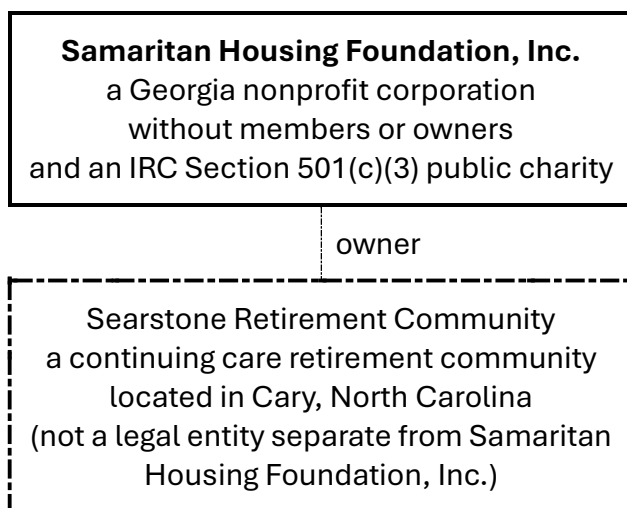 Samaritan Housing Foundation, Inc.
a Georgia nonprofit corporation
without members or owners
and an IRC Section 501(c)(3) public charity
owner
Searstone Retirement Community
a continuing care retirement community
located in Cary, North Carolina
(not a legal entity separate from Samaritan
Housing Foundation, Inc.)